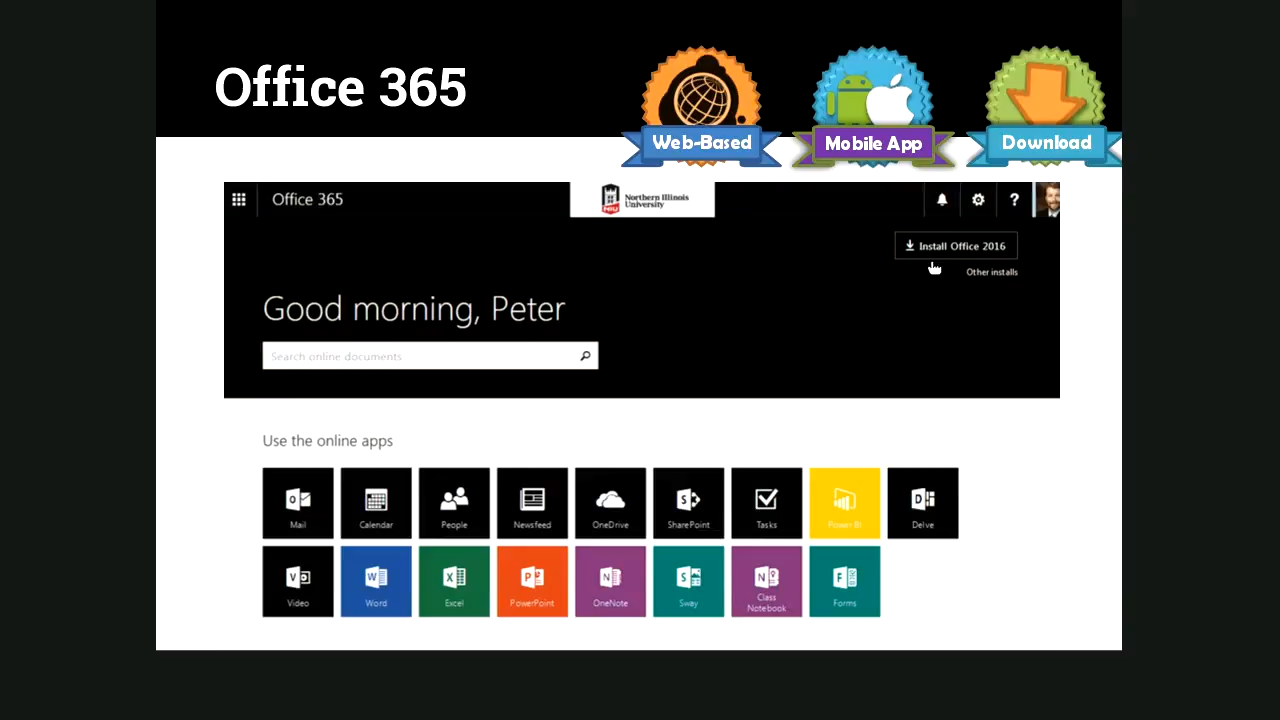 Office 365
Web-Based
Mobile App
Download
Office 365
NIU
Northern Illinois
University
?
Install Office 2016
Other installs
Good morning, Peter
Search online documents
Use the online apps
Mail
Calendar
People
Newsfeed
OneDrive
SharePoint
Tasks
Power BI
Delve
Video
Word
Excel
PowerPoint
OneNote
Sway
Class
Notebook
Forms